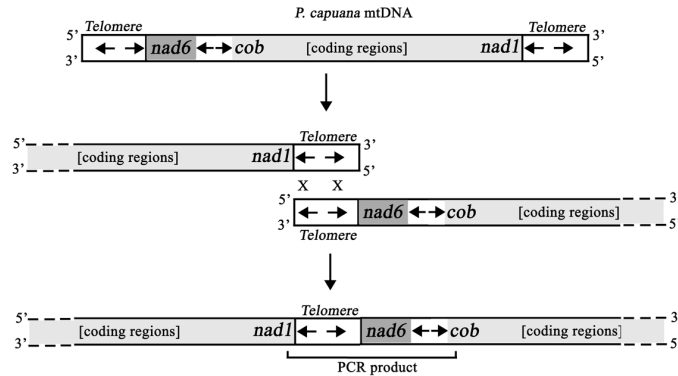 P. capuana mtDNA
Telomere Telomere
5’ nad6 cob [coding regions] nad1 3’
3’ 5’
Telomere
5’ [coding regions] nad1 3’
3’ 5’
X X
5’ nad6 cob [coding regions] 3
3’ 5
Telomere
Telomere
5’ [coding regions] nad1 nad6 cob [coding regions] 3
3’ 5
PCR product